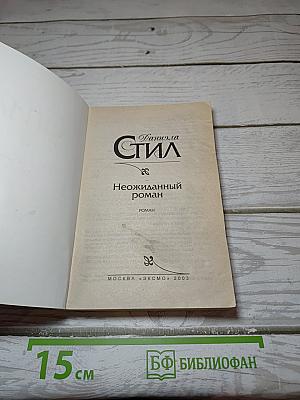 Даниэла
СТИЛ
Неожиданный
роман
РОМАН
МОСКВА «ЭКСМО» 2003
15 см
БФ БИБЛИОФАН